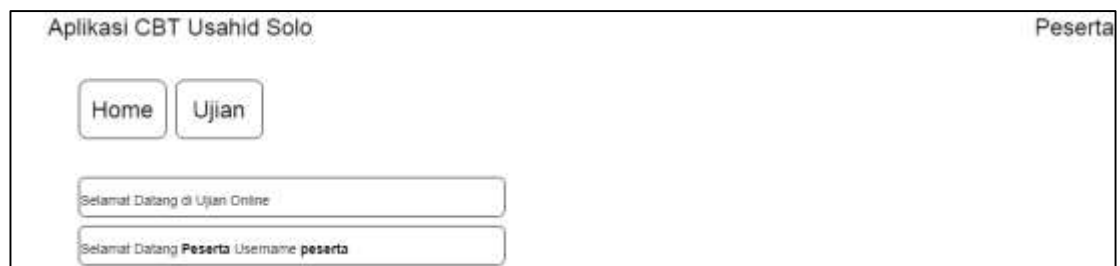 Aplikasi CBT Usahid Solo Peserta
Home Ujian
Selamat Datang di Ujian Online
Selamat Datang Peserta Username peserta